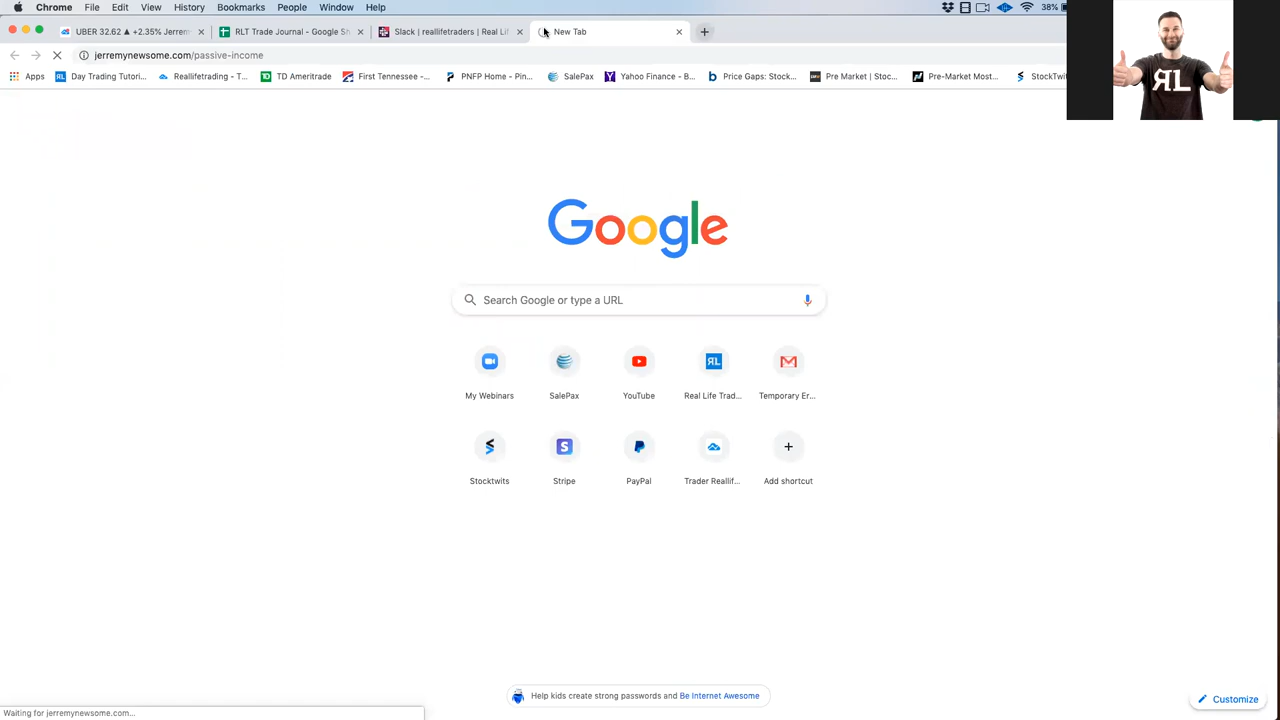 Chrome File Edit View History Bookmarks People Window Help 38%
UBER 32.62 ▲ +2.35% Jerrem
RLT Trade Journal - Google Sh
Slack | reallifetraders | Real Li
New Tab
jerremynewsome.com/passive-income
Apps Day Trading Tutori... Reallifetrading - T... TD Ameritrade First Tennessee -... PNFP Home - Pin... SalePax Yahoo Finance - B... Price Gaps: Stock... Pre Market | Stoc... Pre-Market Most... StockTwi
RL
Google
Search Google or type a URL
My Webinars SalePax YouTube Real Life Trad... Temporary Er...
Stocktwits Stripe PayPal Trader Reallif... Add shortcut
Help kids create strong passwords and Be Internet Awesome
Customize
Waiting for jerremynewsome.com...